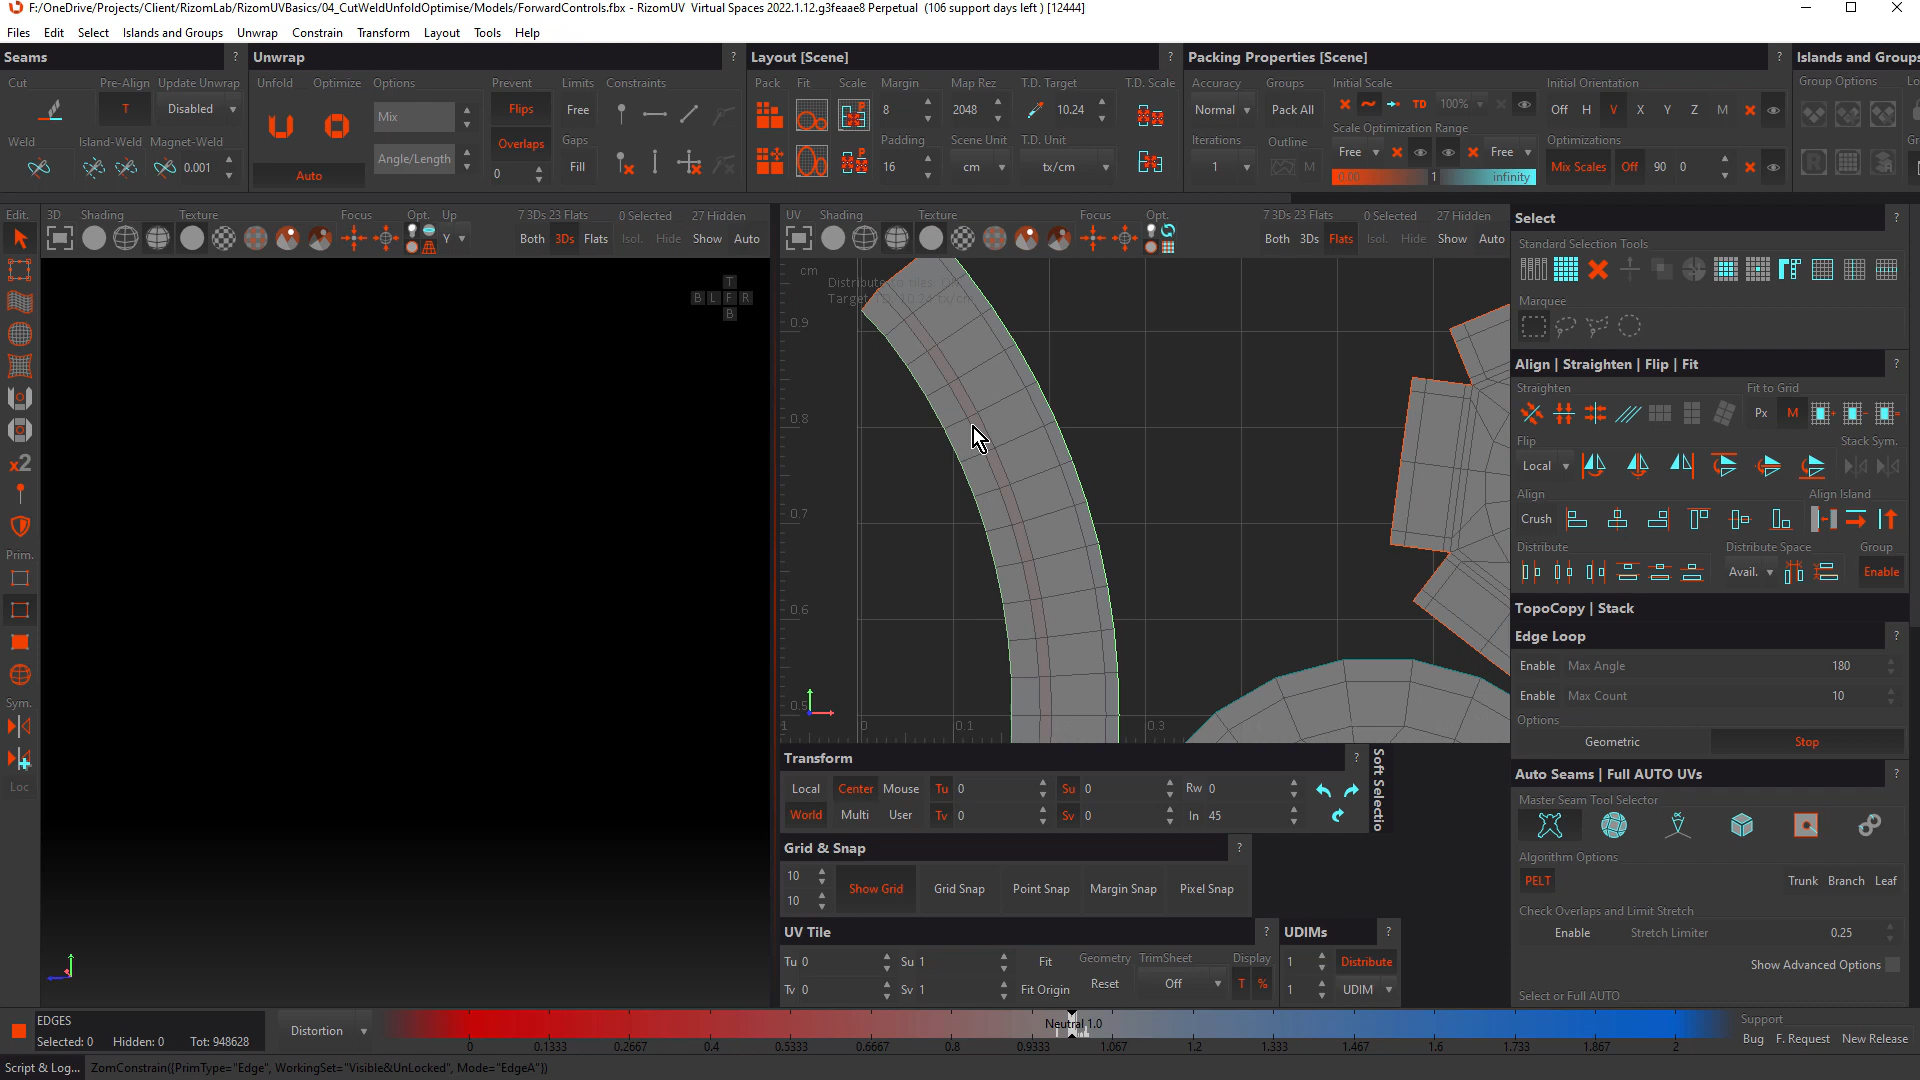 F:/OneDrive/Projects/Client/RizomLab/RizomUVBasics/04_CutWeldUnfoldOptimise/Models/ForwardControls.fbx - RizomUV Virtual Spaces 2022.1.12.g3feaae8 Perpetual (106 support days left ) [12444]
Files Edit Select Islands and Groups Unwrap Constrain Transform Layout Tools Help
Seams ? Unwrap ? Layout [Scene] ? Packing Properties [Scene] ? Islands and Groups
Cut Pre-Align Update Unwrap Unfold Optimize Options Prevent Limits Constraints Pack Fit Scale Margin Map Rez T.D. Target T.D. Scale Accuracy Groups Initial Scale Initial Orientation Group Options Lo
T Disabled Mix Flips Free 8 2048 10.24 Normal Pack All TD 100% Off H V X Y Z M
Weld Island-Weld Magnet-Weld Overlaps Gaps Padding Scene Unit T.D. Unit Iterations Outline Scale Optimization Range Optimizations Gr
0.001 Auto Angle/Length 0 Fill 16 cm tx/cm 1 M Free Free Mix Scales Off 90 0
0.00 1 infinity
Edit. 3D Shading Texture Focus Opt. Up 7 3Ds 23 Flats 0 Selected 27 Hidden UV Shading Texture Focus Opt. 7 3Ds 23 Flats 0 Selected 27 Hidden Select ?
Y Both 3Ds Flats Isol. Hide Show Auto Both 3Ds Flats Isol. Hide Show Auto Standard Selection Tools
cm Distribute to tiles: ON
Target TD: 10.24 tx/cm
T
B L F R
B
Marquee
0.9
Align | Straighten | Flip | Fit ?
Straighten Fit to Grid
Px M
0.8
Flip Stack Sym.
x2 Local
Align Align Island
0.7
Crush
Distribute Distribute Space Group
Prim. Avail. Enable
0.6
TopoCopy | Stack
Edge Loop ?
Enable Max Angle 180
Enable Max Count 10
Sym. 0.5
Options
1 0 0.1 0.3
Geometric Stop
Transform ? Soft Selectio
Auto Seams | Full AUTO UVs ?
Loc Local Center Mouse Tu 0 Su 0 Rw 0
Master Seam Tool Selector
World Multi User Tv 0 Sv 0 In 45
Grid & Snap ?
Algorithm Options
10 Show Grid Grid Snap Point Snap Margin Snap Pixel Snap
10
PELT Trunk Branch Leaf
Check Overlaps and Limit Stretch
UV Tile ? UDIMs ?
Enable Stretch Limiter 0.25
Tu 0 Su 1 Fit Geometry TrimSheet Display 1 Distribute
Show Advanced Options
Tv 0 Sv 1 Fit Origin Reset Off T % 1 UDIM
Select or Full AUTO
EDGES
Selected: 0 Hidden: 0 Tot: 948628
Distortion
Neutral 1.0
0 0.1333 0.2667 0.4 0.5333 0.6667 0.8 0.9333 1.067 1.2 1.333 1.467 1.6 1.733 1.867 2
Support
Bug F. Request New Release
Script & Log... ZomConstrain({PrimType="Edge", WorkingSet="Visible&UnLocked", Mode="EdgeA"})